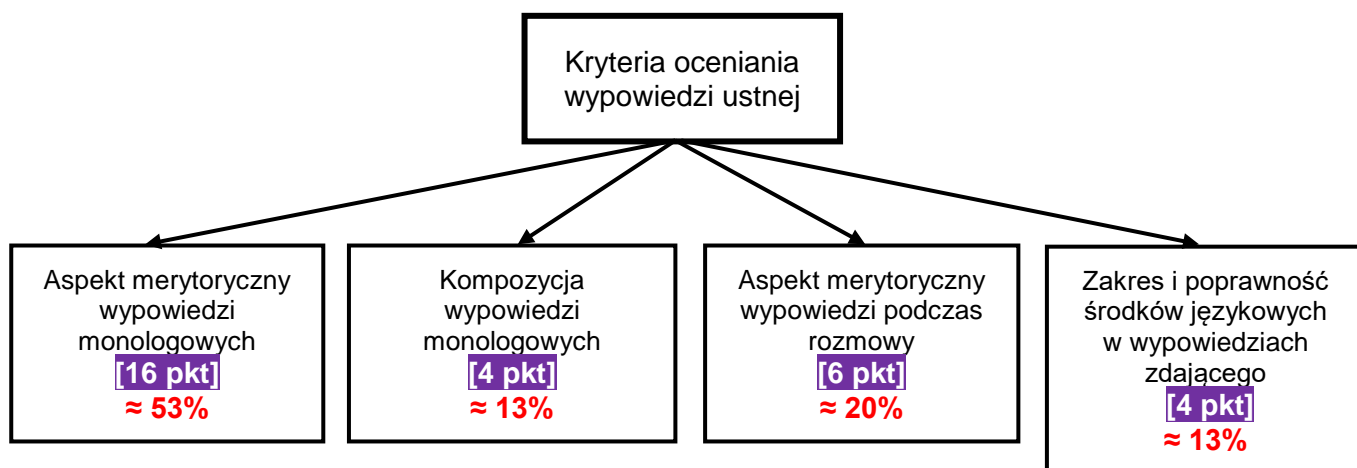 Kryteria oceniania
wypowiedzi ustnej
Aspekt merytoryczny
wypowiedzi
monologowych
[16 pkt]
≈ 53%
Kompozycja
wypowiedzi
monologowych
[4 pkt]
≈ 13%
Aspekt merytoryczny
wypowiedzi podczas
rozmowy
[6 pkt]
≈ 20%
Zakres i poprawność
środków językowych
w wypowiedziach
zdającego
[4 pkt]
≈ 13%